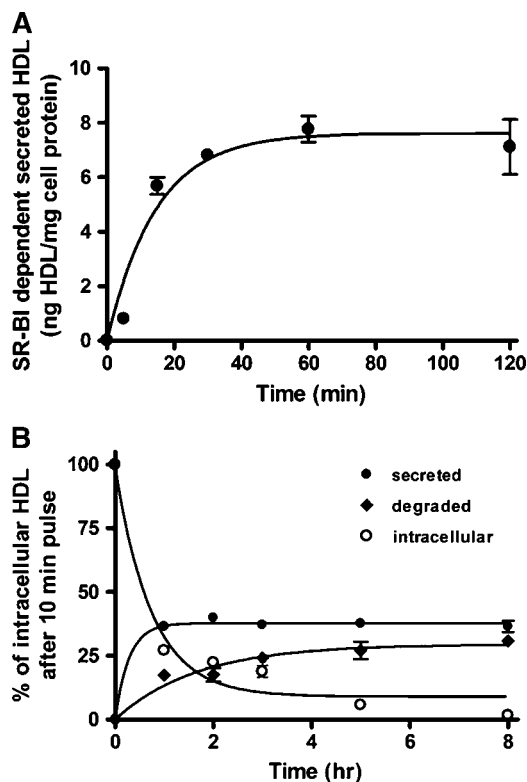 A
SR-BI dependent secreted HDL
(ng HDL/mg cell protein)
10
8
6
4
2
0
0 20 40 60 80 100 120
Time (min)
B
% of intracellular HDL
after 10 min pulse
100
75
50
25
0
secreted
degraded
intracellular
0 2 4 6 8
Time (hr)